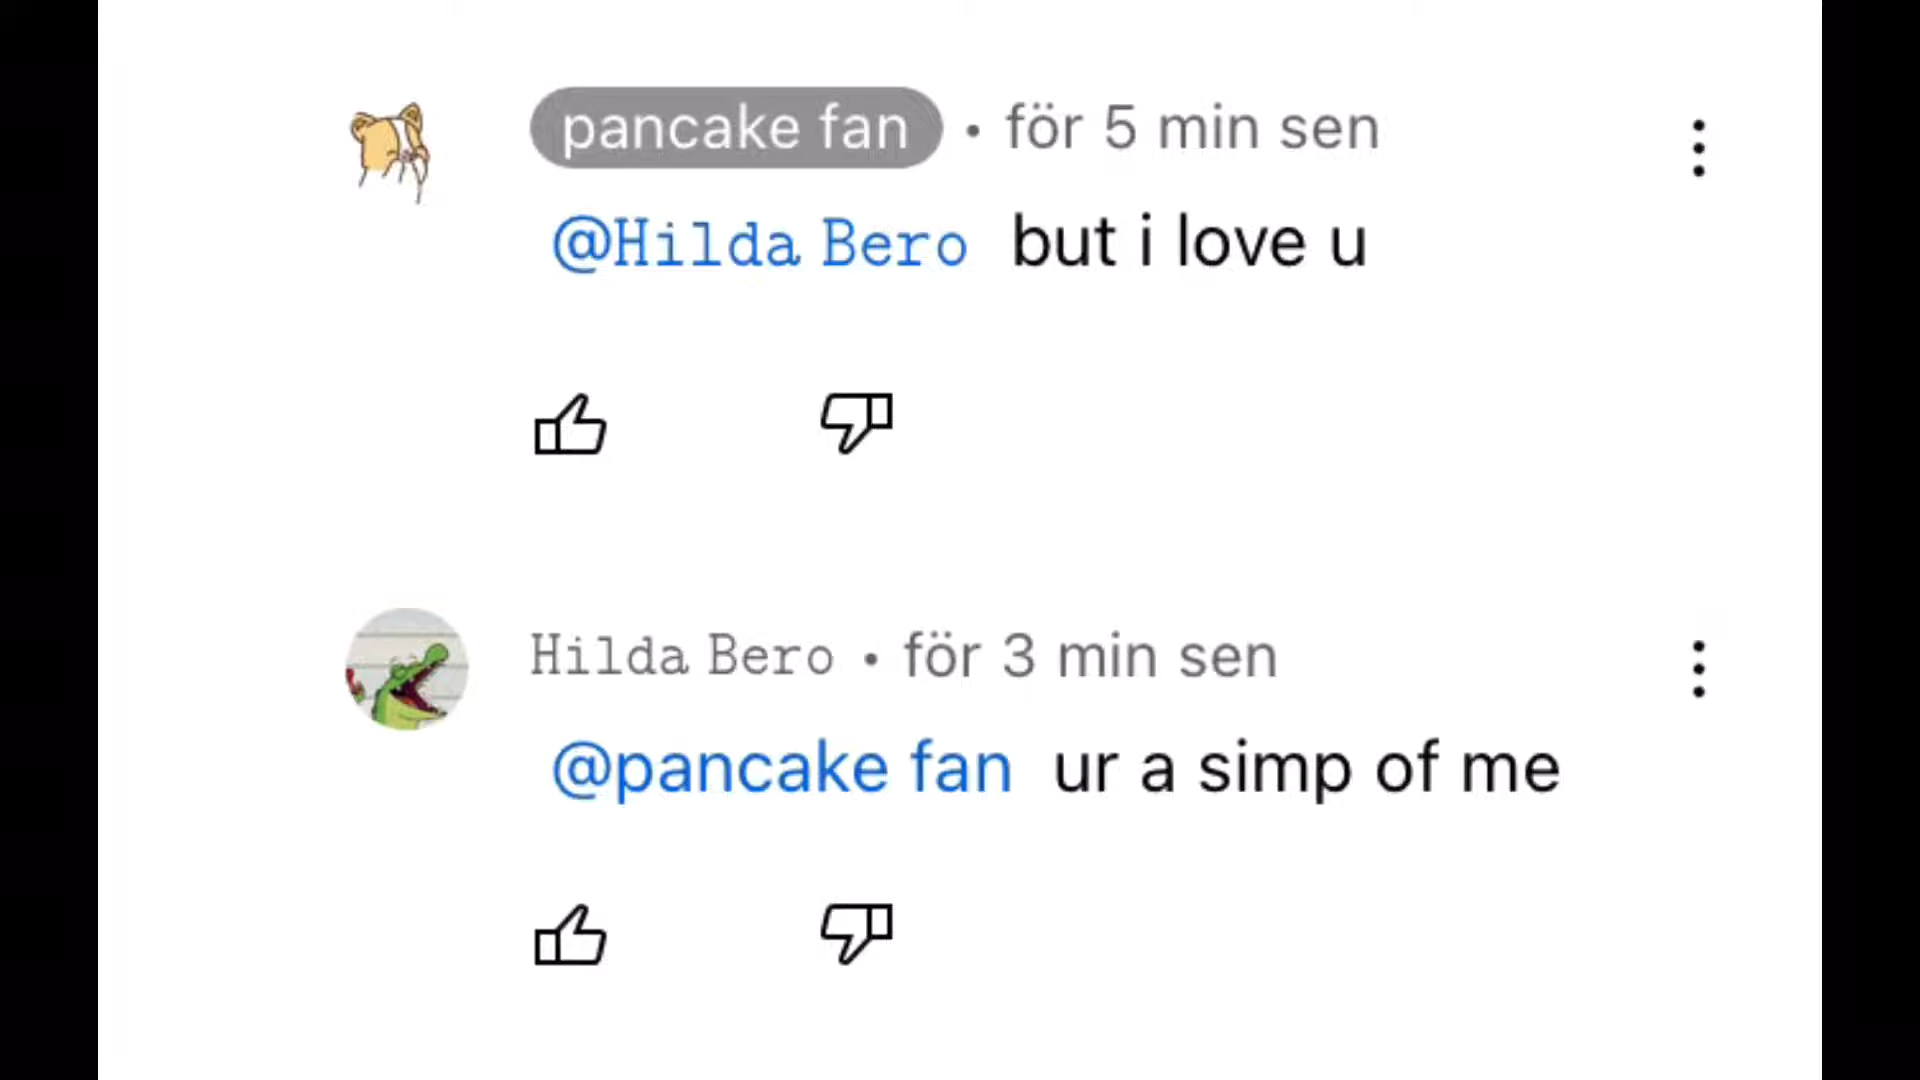 pancake fan • för 5 min sen
@Hilda Bero but i love u
Hilda Bero • för 3 min sen
@pancake fan ur a simp of me